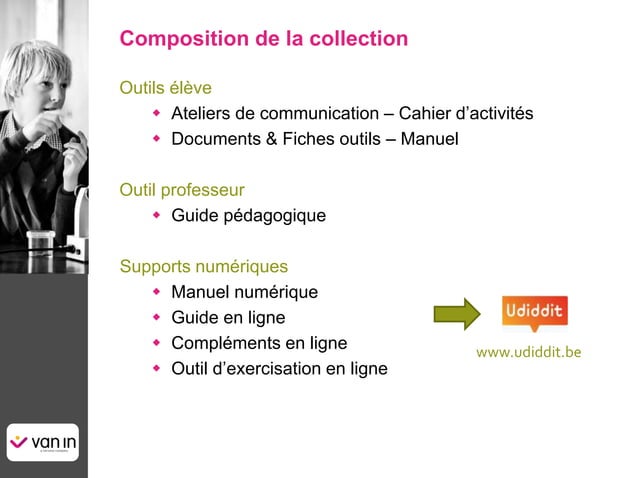 Composition de la collection
Outils élève
Ateliers de communication – Cahier d’activités
Documents & Fiches outils – Manuel
Outil professeur
Guide pédagogique
Supports numériques
Manuel numérique
Guide en ligne
Compléments en ligne
Outil d’exercisation en ligne
Udiddit
www.udiddit.be
van in